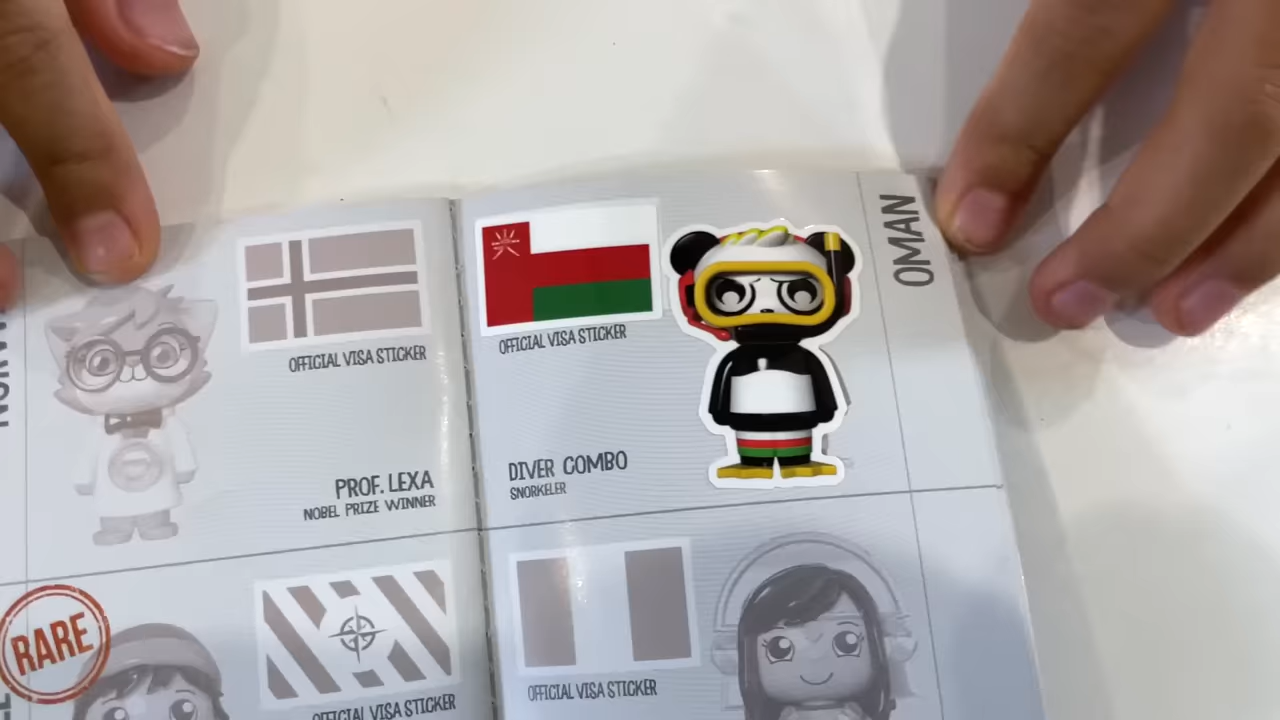 OMAN
OFFICIAL VISA STICKER
OFFICIAL VISA STICKER
PROF. LEXA
NOBEL PRIZE WINNER
DIVER COMBO
SNORKELER
RARE
OFFICIAL VISA STICKER
OFFICIAL VISA STICKER